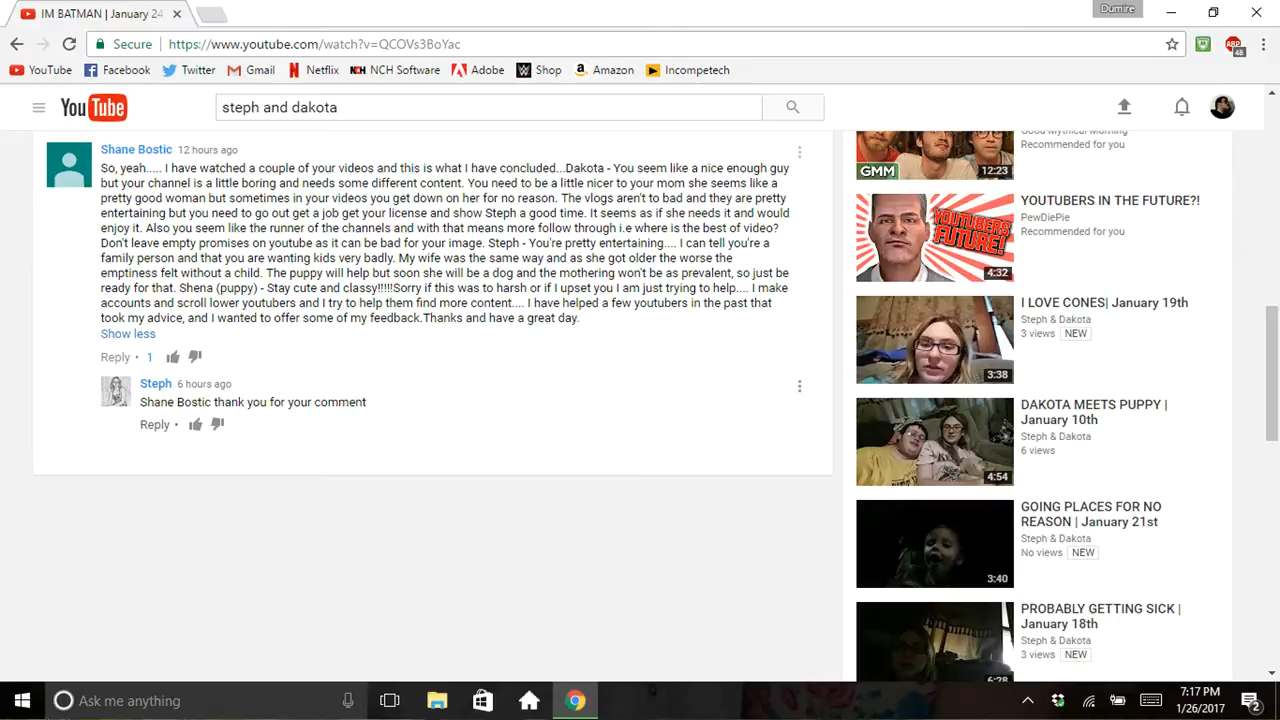 IM BATMAN | January 24
Dumire
Secure
https://www.youtube.com/watch?v=QCOVs3BoYac
ABP
48
YouTube
Facebook
Twitter
Gmail
Netflix
NCH Software
Adobe
Shop
Amazon
Incompetech
YouTube
steph and dakota
Shane Bostic 12 hours ago
So, yeah..... I have watched a couple of your videos and this is what I have concluded...Dakota - You seem like a nice enough guy
but your channel is a little boring and needs some different content. You need to be a little nicer to your mom she seems like a
pretty good woman but sometimes in your videos you get down on her for no reason. The vlogs aren't to bad and they are pretty
entertaining but you need to go out get a job get your license and show Steph a good time. It seems as if she needs it and would
enjoy it. Also you seem like the runner of the channels and with that means more follow through i.e where is the best of video?
Don't leave empty promises on youtube as it can be bad for your image. Steph - You're pretty entertaining.... I can tell you're a
family person and that you are wanting kids very badly. My wife was the same way and as she got older the worse the
emptiness felt without a child. The puppy will help but soon she will be a dog and the mothering won't be as prevalent, so just be
ready for that. Shena (puppy) - Stay cute and classy!!!!!Sorry if this was to harsh or if I upset you I am just trying to help.... I make
accounts and scroll lower youtubers and I try to help them find more content.... I have helped a few youtubers in the past that
took my advice, and I wanted to offer some of my feedback.Thanks and have a great day.
Show less
Reply · 1
Steph 6 hours ago
Shane Bostic thank you for your comment
Reply ·
GMM
12:23
Good Mythical Morning
Recommended for you
YOUTUBERS FUTURE!
4:32
YOUTUBERS IN THE FUTURE?!
PewDiePie
Recommended for you
3:38
I LOVE CONES| January 19th
Steph & Dakota
3 views NEW
4:54
DAKOTA MEETS PUPPY |
January 10th
Steph & Dakota
6 views
3:40
GOING PLACES FOR NO
REASON | January 21st
Steph & Dakota
No views NEW
6:28
PROBABLY GETTING SICK |
January 18th
Steph & Dakota
3 views NEW
Ask me anything
7:17 PM
1/26/2017
2